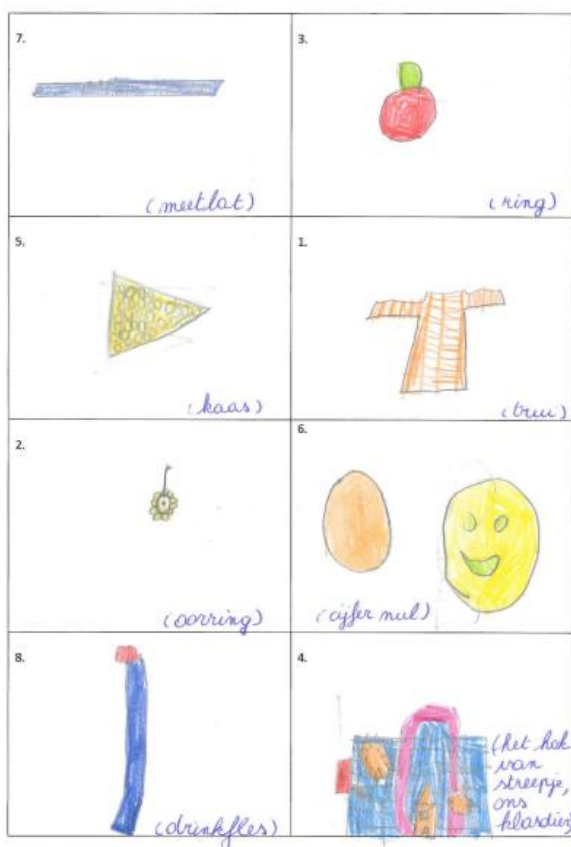 7.
(meetlat)
3.
(ring)
5.
(kaas)
1.
(trui)
2.
(oorring)
6.
(cijfer nul)
8.
(drinkfles)
4.
(het hok
van
streepje,
ons
klasdier)